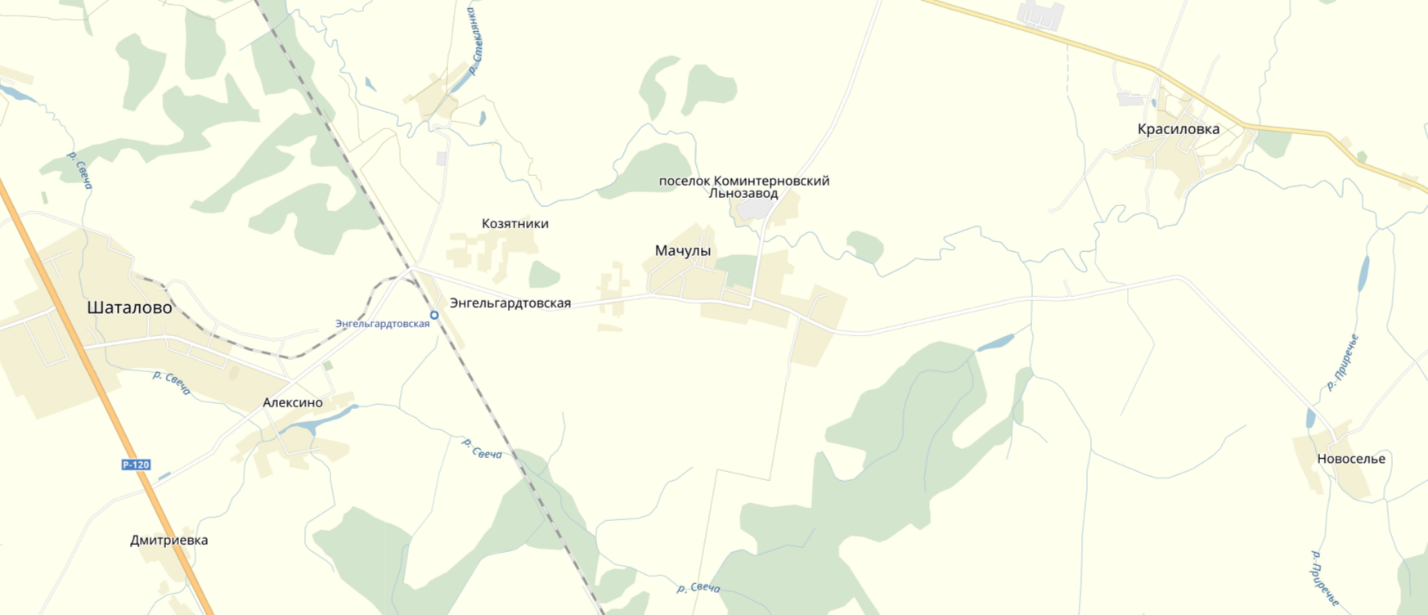 р. Стеклянка
Красиловка
р. Свеча
поселок Коминтерновский
Льнозавод
Козятники
Мачулы
Шаталово
Энгельгардтовская
Энгельгардтовская
р. Свеча
р. Приречье
Алексино
р. Свеча
Новоселье
Р-120
Дмитриевка
р. Свеча
р. Приречье